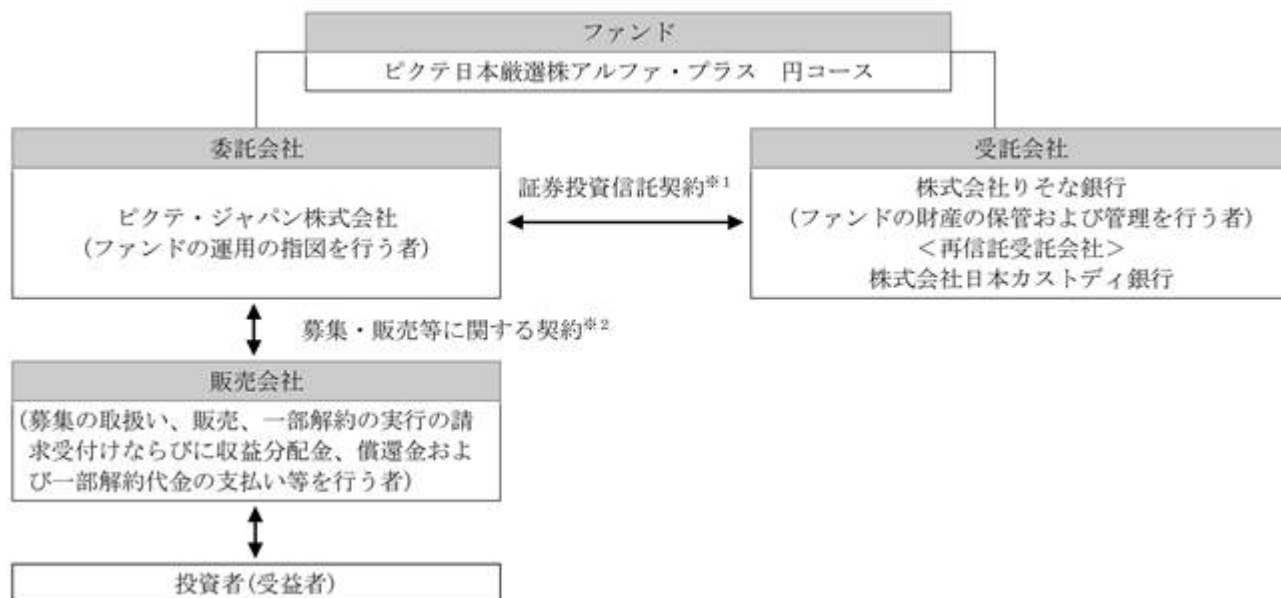 ファンド
ピクテ日本厳選株アルファ・プラス　円コース
委託会社
ピクテ・ジャパン株式会社
(ファンドの運用の指図を行う者)
証券投資信託契約※1
受託会社
株式会社りそな銀行
(ファンドの財産の保管および管理を行う者)
＜再信託受託会社＞
株式会社日本カストディ銀行
募集・販売等に関する契約※2
販売会社
(募集の取扱い、販売、一部解約の実行の請
求受付けならびに収益分配金、償還金およ
び一部解約代金の支払い等を行う者)
投資者(受益者)